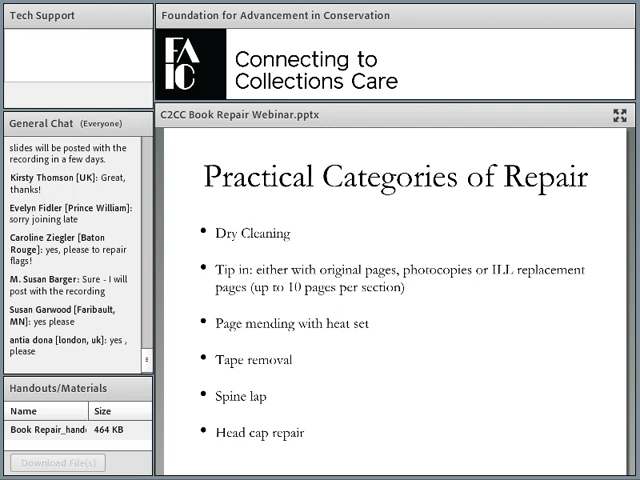 Tech Support
Foundation for Advancement in Conservation
FAIC
Connecting to
Collections Care
General Chat (Everyone)
slides will be posted with the
recording in a few days.
Kirsty Thomson [UK]: Great,
thanks!
Evelyn Fidler [Prince William]:
sorry joining late
Caroline Ziegler [Baton
Rouge]: yes, please to repair
flags!
M. Susan Barger: Sure - I will
post with the recording
Susan Garwood [Faribault,
MN]: yes please
antia dona [london, uk]: yes ,
please
Handouts/Materials
Name Size
Book Repair_hand 464 KB
Download File(s)
C2CC Book Repair Webinar.pptx
Practical Categories of Repair
• Dry Cleaning
• Tip in: either with original pages, photocopies or ILL replacement
pages (up to 10 pages per section)
• Page mending with heat set
• Tape removal
• Spine lap
• Head cap repair